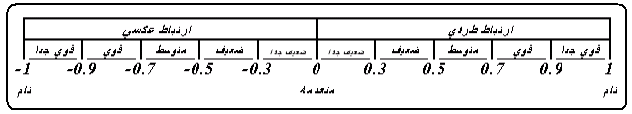 ارتباط طردي ارتباط عكسي
قوي جدا قوي متوسط ضعيف ضعيف جدا ضعيف جدا ضعيف متوسط قوي قوي جدا
-1 -0.9 -0.7 -0.5 -0.3 0 0.3 0.5 0.7 0.9 1
تام منعدمة تام